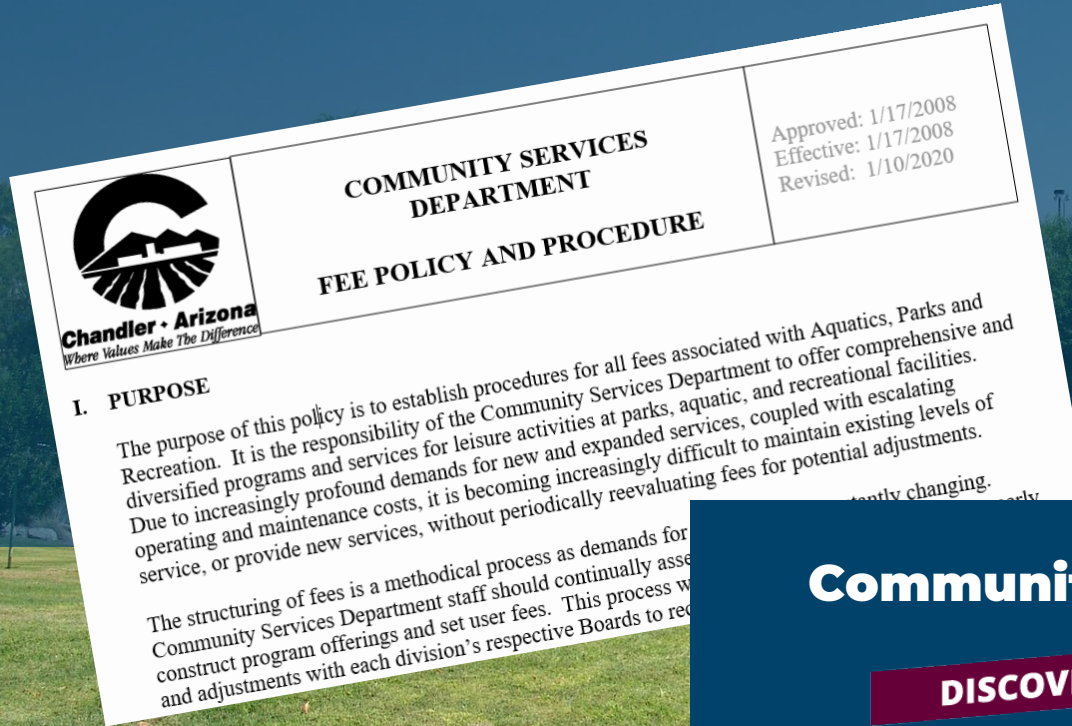 COMMUNITY SERVICES
DEPARTMENT
FEE POLICY AND PROCEDURE
Approved: 1/17/2008
Effective: 1/17/2008
Revised: 1/10/2020
Chandler • Arizona
Where Values Make The Difference
I. PURPOSE
The purpose of this policy is to establish procedures for all fees associated with Aquatics, Parks and
Recreation. It is the responsibility of the Community Services Department to offer comprehensive and
diversified programs and services for leisure activities at parks, aquatic, and recreational facilities.
Due to increasingly profound demands for new and expanded services, coupled with escalating
operating and maintenance costs, it is becoming increasingly difficult to maintain existing levels of
service, or provide new services, without periodically reevaluating fees for potential adjustments.
The structuring of fees is a methodical process as demands for changing.
Community Services Department staff should continually
construct program offerings and set user fees. This process
and adjustments with each division's respective Boards to